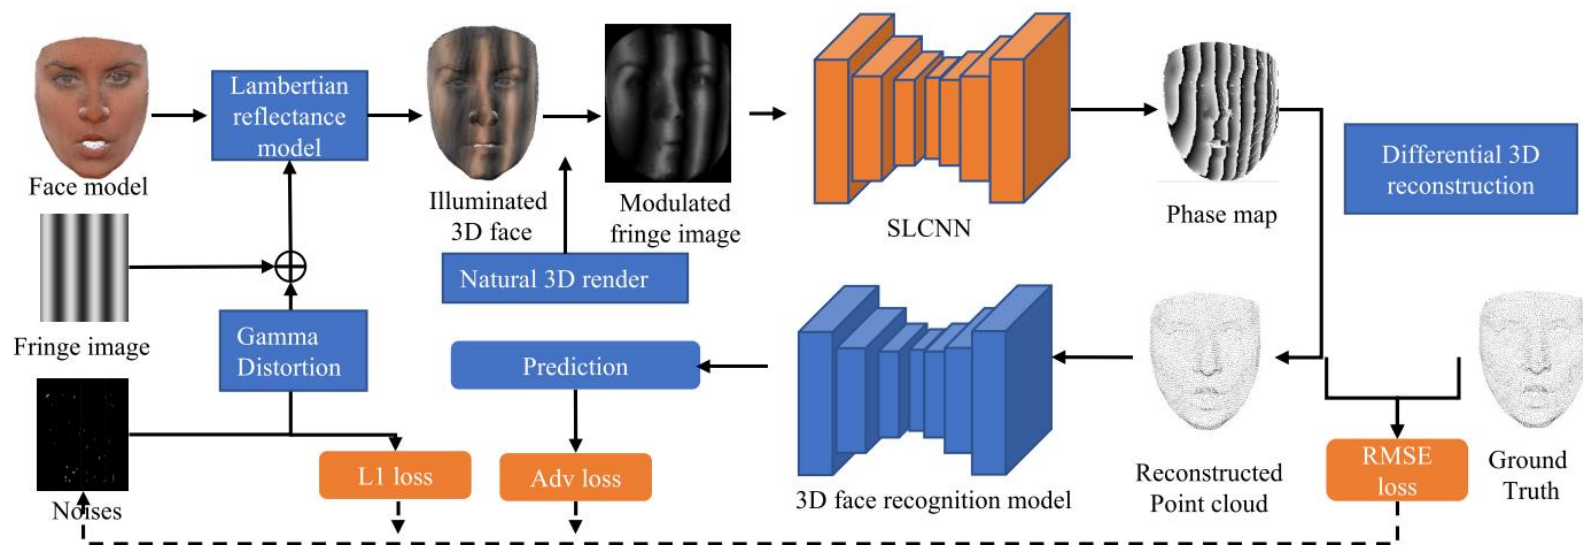 Lambertian
reflectance
model
Face model
Illuminated
3D face
Modulated
fringe image
SLCNN
Phase map
Differential 3D
reconstruction
Natural 3D render
Fringe image
Gamma
Distortion
Prediction
L1 loss
Adv loss
3D face recognition model
Reconstructed
Point cloud
RMSE
loss
Ground
Truth
Noises